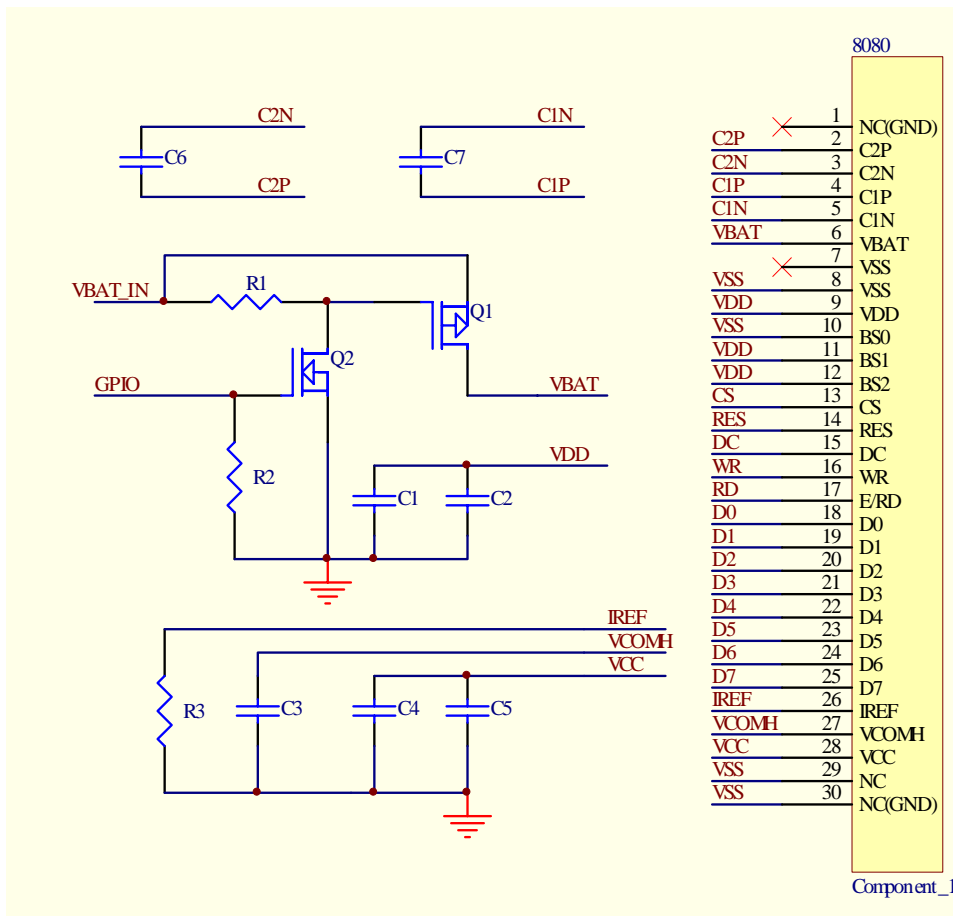 8080
C2N
C6
C2P
C1N
C7
C1P
VBAT_IN
R1
Q1
Q2
GPIO
VBAT
R2
VDD
C1
C2
IREF
VCOMH
VCC
R3
C3
C4
C5
1 NC(GND)
C2P 2 C2P
C2N 3 C2N
C1P 4 C1P
C1N 5 C1N
VBAT 6 VBAT
7 VSS
VSS 8 VSS
VDD 9 VDD
VSS 10 BS0
VDD 11 BS1
VDD 12 BS2
CS 13 CS
RES 14 RES
DC 15 DC
WR 16 WR
RD 17 E/RD
D0 18 D0
D1 19 D1
D2 20 D2
D3 21 D3
D4 22 D4
D5 23 D5
D6 24 D6
D7 25 D7
IREF 26 IREF
VCOMH 27 VCOMH
VCC 28 VCC
VSS 29 NC
VSS 30 NC(GND)
Component_1